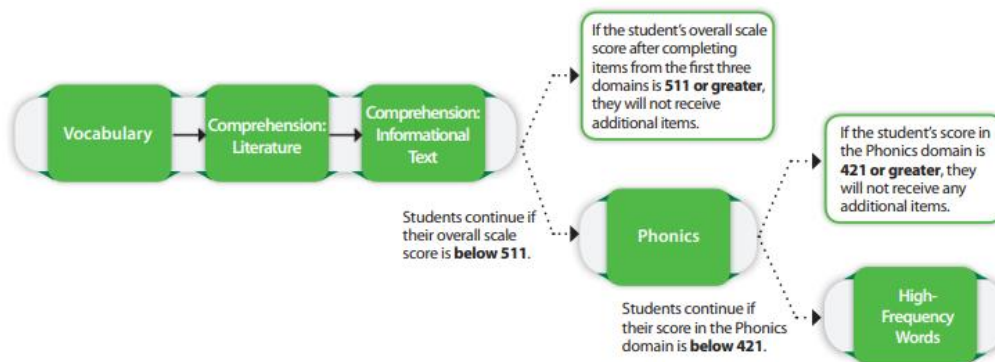 Vocabulary
Comprehension:
Literature
Comprehension:
Informational
Text
If the student's overall scale
score after completing
items from the first three
domains is 511 or greater,
they will not receive
additional items.
Students continue if
their overall scale
score is below 511.
Phonics
If the student's score in
the Phonics domain is
421 or greater, they
will not receive any
additional items.
Students continue if
their score in the Phonics
domain is below 421.
High-
Frequency
Words